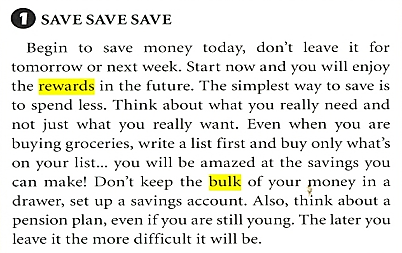 1 SAVE SAVE SAVE
Begin to save money today, don't leave it for
tomorrow or next week. Start now and you will enjoy
the rewards in the future. The simplest way to save is
to spend less. Think about what you really need and
not just what you really want. Even when you are
buying groceries, write a list first and buy only what's
on your list... you will be amazed at the savings you
can make! Don't keep the bulk of your money in a
drawer, set up a savings account. Also, think about a
pension plan, even if you are still young. The later you
leave it the more difficult it will be.